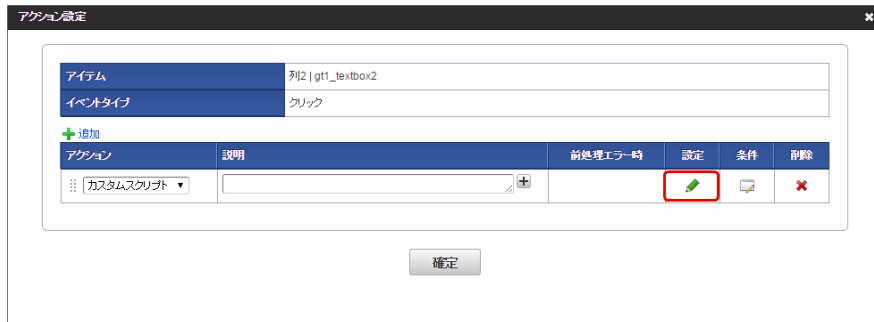 アクション設定
アイテム 列2 | gt1_textbox2
イベントタイプ クリック
追加
アクション 説明 前処理エラー時 設定 条件 削除
カスタムスクリプト
確定